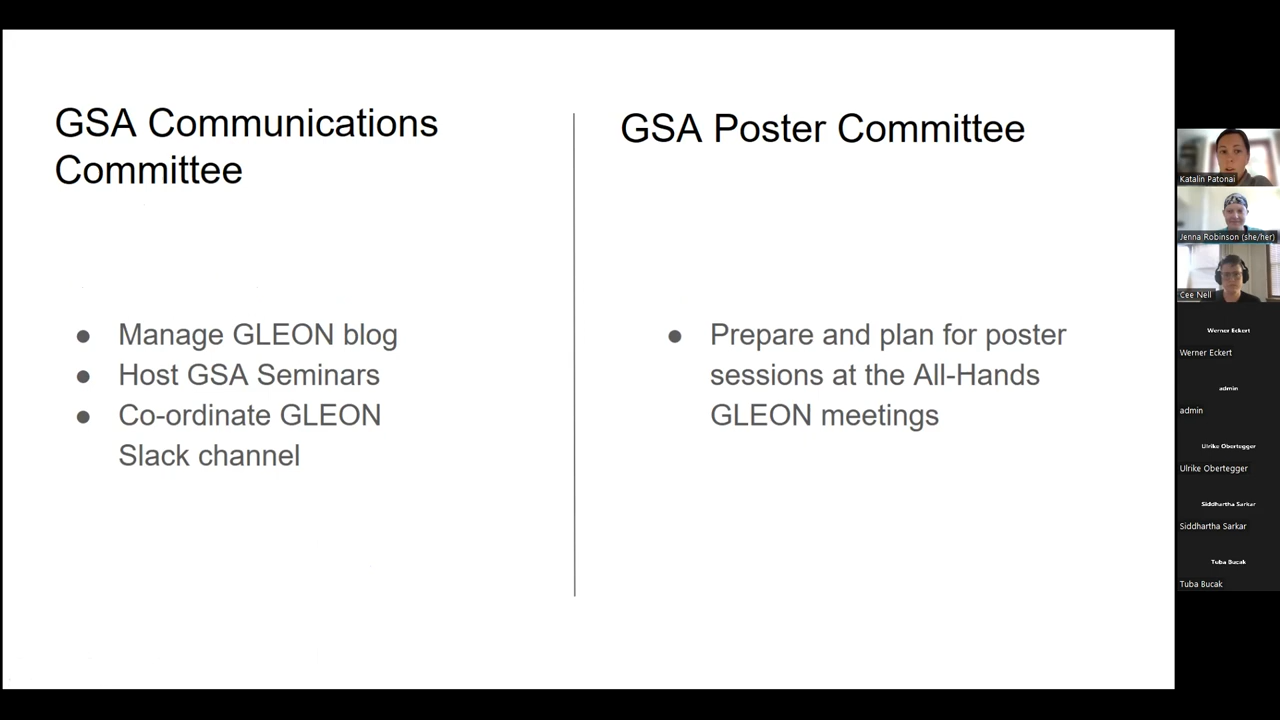 GSA Communications
Committee
● Manage GLEON blog
● Host GSA Seminars
● Co-ordinate GLEON
Slack channel
GSA Poster Committee
● Prepare and plan for poster
sessions at the All-Hands
GLEON meetings
Katalin Patonai
Jenna Robinson (she/her)
Cee Nell
Werner Eckert
Werner Eckert
admin
admin
Ulrike Obertegger
Ulrike Obertegger
Siddhartha Sarkar
Siddhartha Sarkar
Tuba Bucak
Tuba Bucak